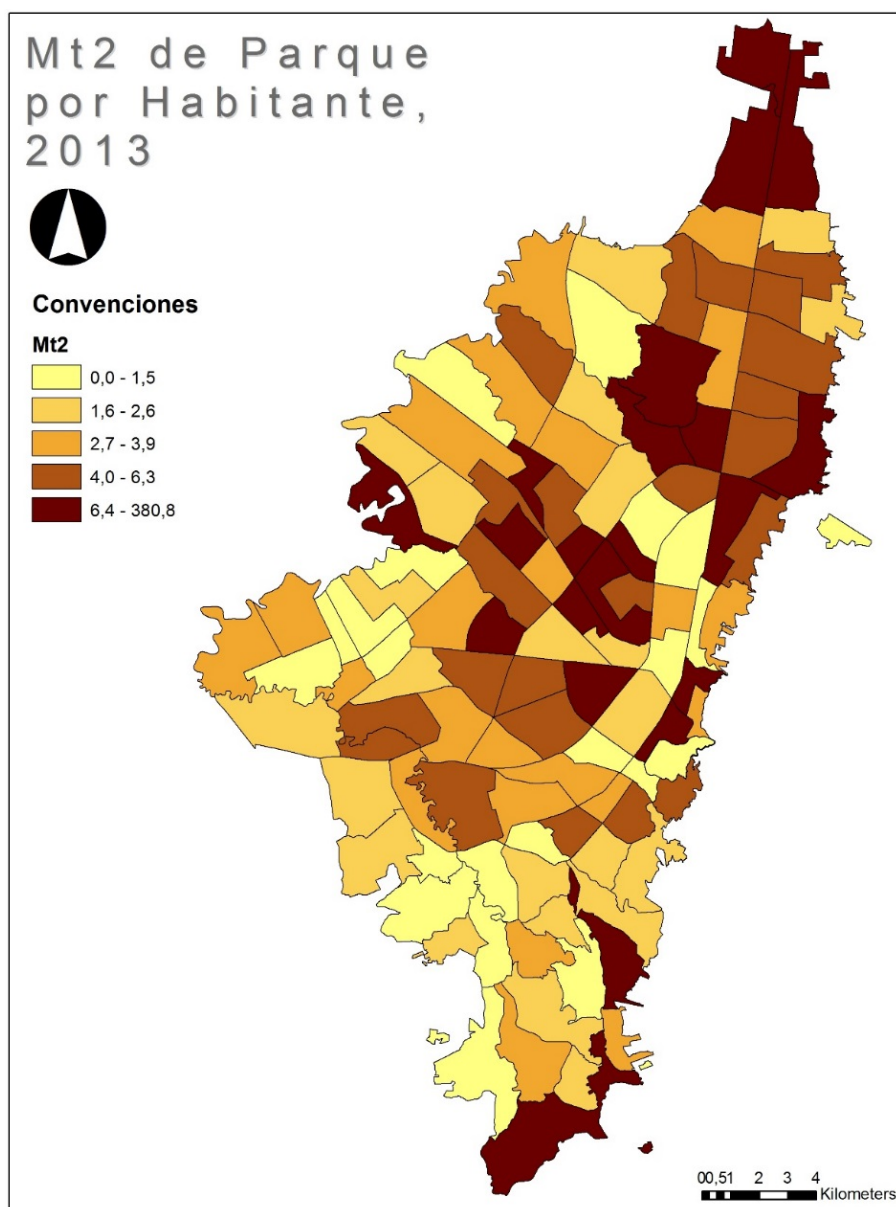 Mt2 de Parque
por Habitante,
2013
Convenciones
Mt2
0,0 - 1,5
1,6 - 2,6
2,7 - 3,9
4,0 - 6,3
6,4 - 380,8
00,51 2 3 4
Kilometers